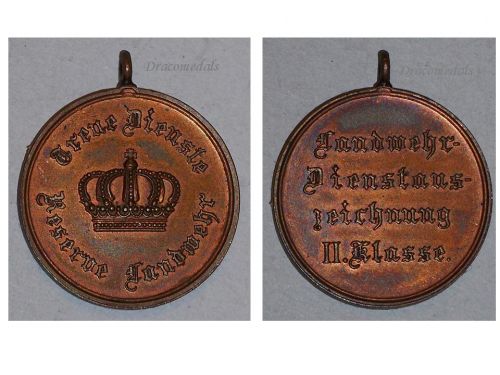 Dracomedals
Treue Dienste
Reserve Landwehr
Dracomedals
Landwehr-
Dienstaus-
zeichnung
II. Klasse.